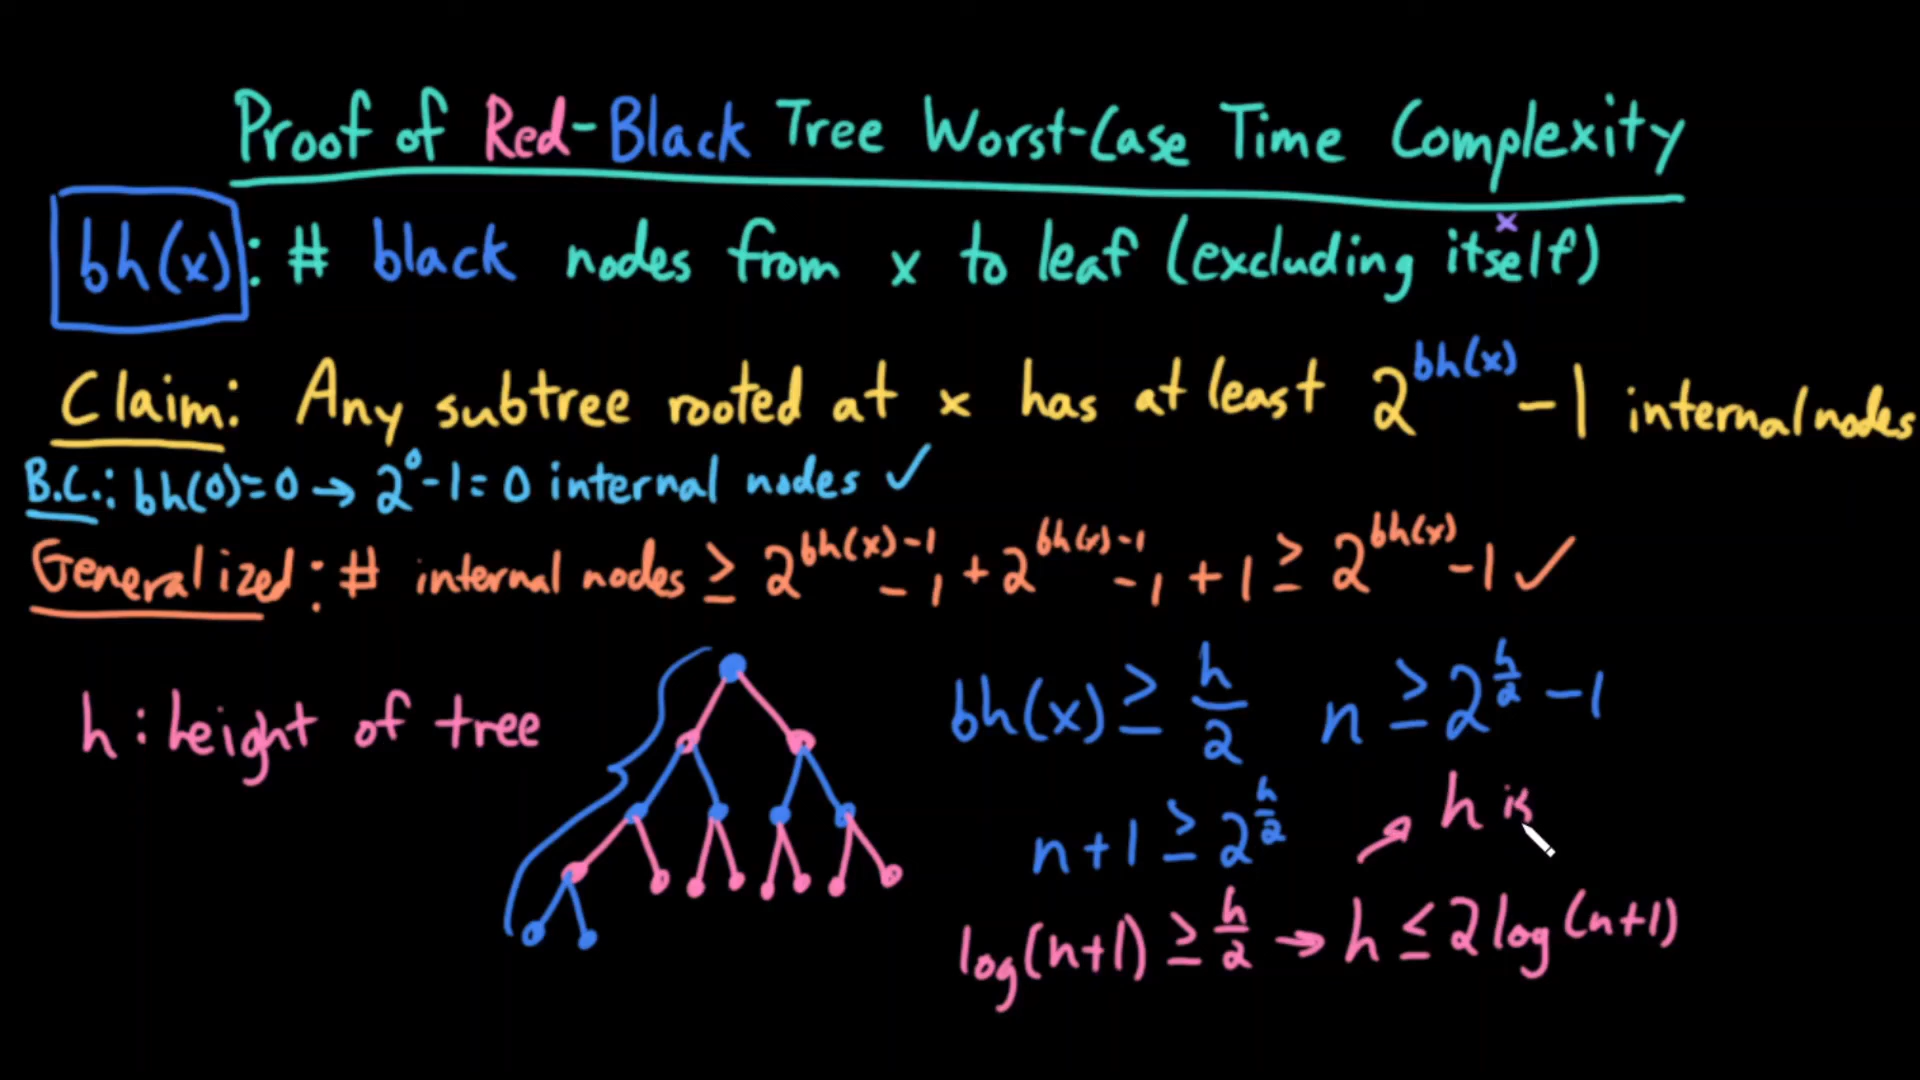 Proof of Red-Black Tree Worst-Case Time Complexity
x
bh(x): # black nodes from x to leaf (excluding itself)
Claim: Any subtree rooted at x has at least 2^bh(x) - 1 internal nodes
B.C.: bh(0)=0 → 2^0 - 1 = 0 internal nodes ✓
Generalized: # internal nodes ≥ 2^bh(x)-1 - 1 + 2^bh(x)-1 - 1 + 1 ≥ 2^bh(x) - 1 ✓
h: height of tree
bh(x) ≥ h/2 n ≥ 2^h/2 - 1
n+1 ≥ 2^h/2
h is
log(n+1) ≥ h/2 → h ≤ 2log(n+1)